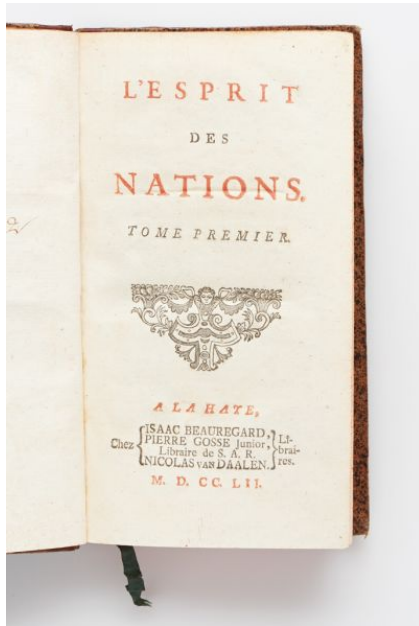 L'ESPRIT
DES
NATIONS.
TOME PREMIER.
A LA HAYE,
Chez { ISAAC BEAUREGARD,
PIERRE GOSSE Junior,
Libraire de S. A. R.
NICOLAS VAN DAALEN. } Li-
brai-
res.
M. D. CC. LII.